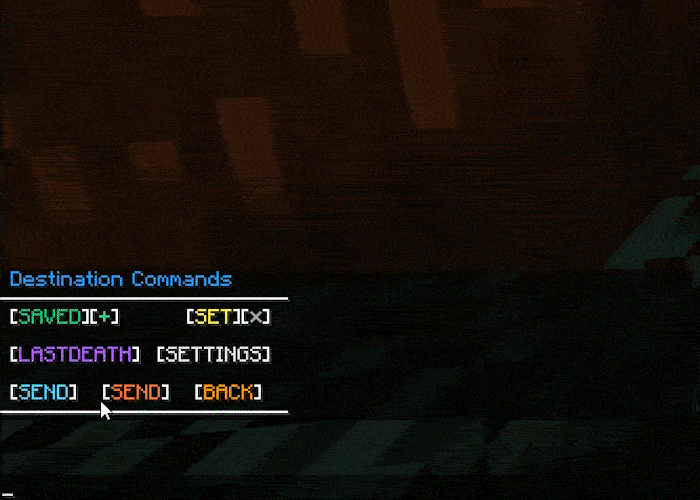 Destination Commands
[SAVED][+] [SET][×]
[LASTDEATH] [SETTINGS]
[SEND] [SEND] [BACK]
_